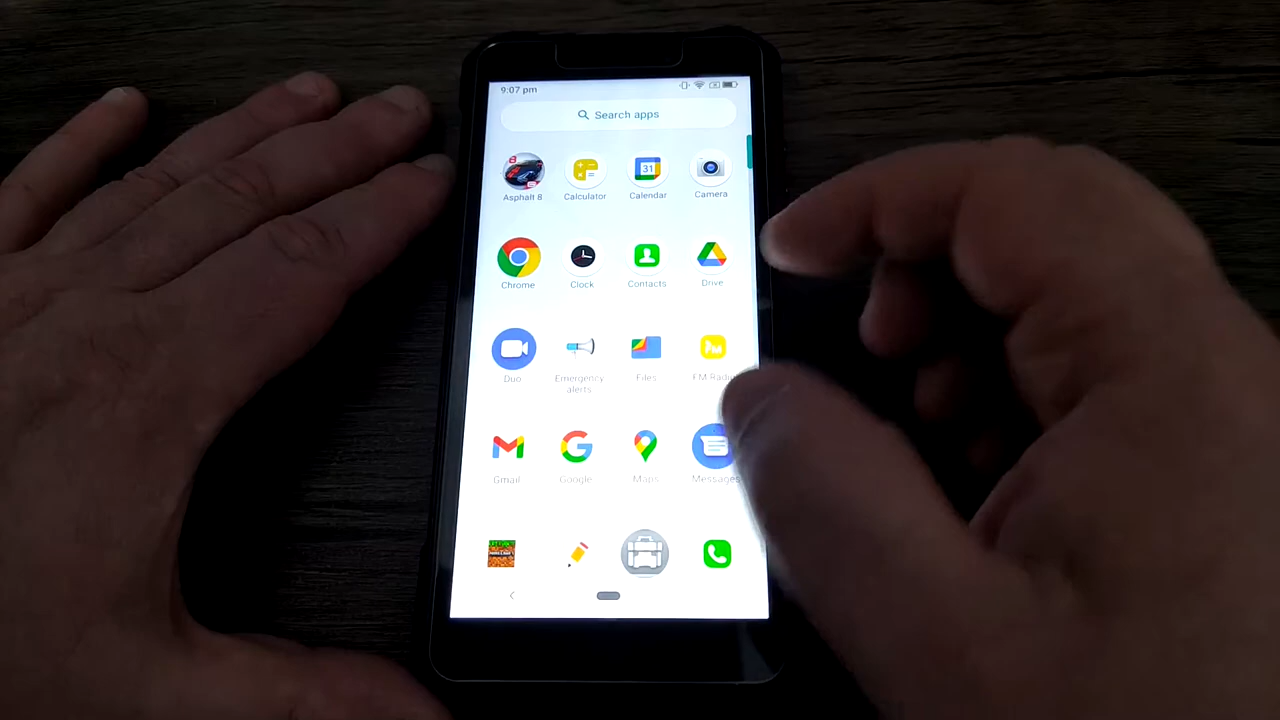 9:07 pm
Search apps
Asphalt 8
Calculator
31
Calendar
Camera
Chrome
Clock
Contacts
Drive
Duo
Emergency
alerts
Files
FM Radio
Gmail
Google
Maps
Messages